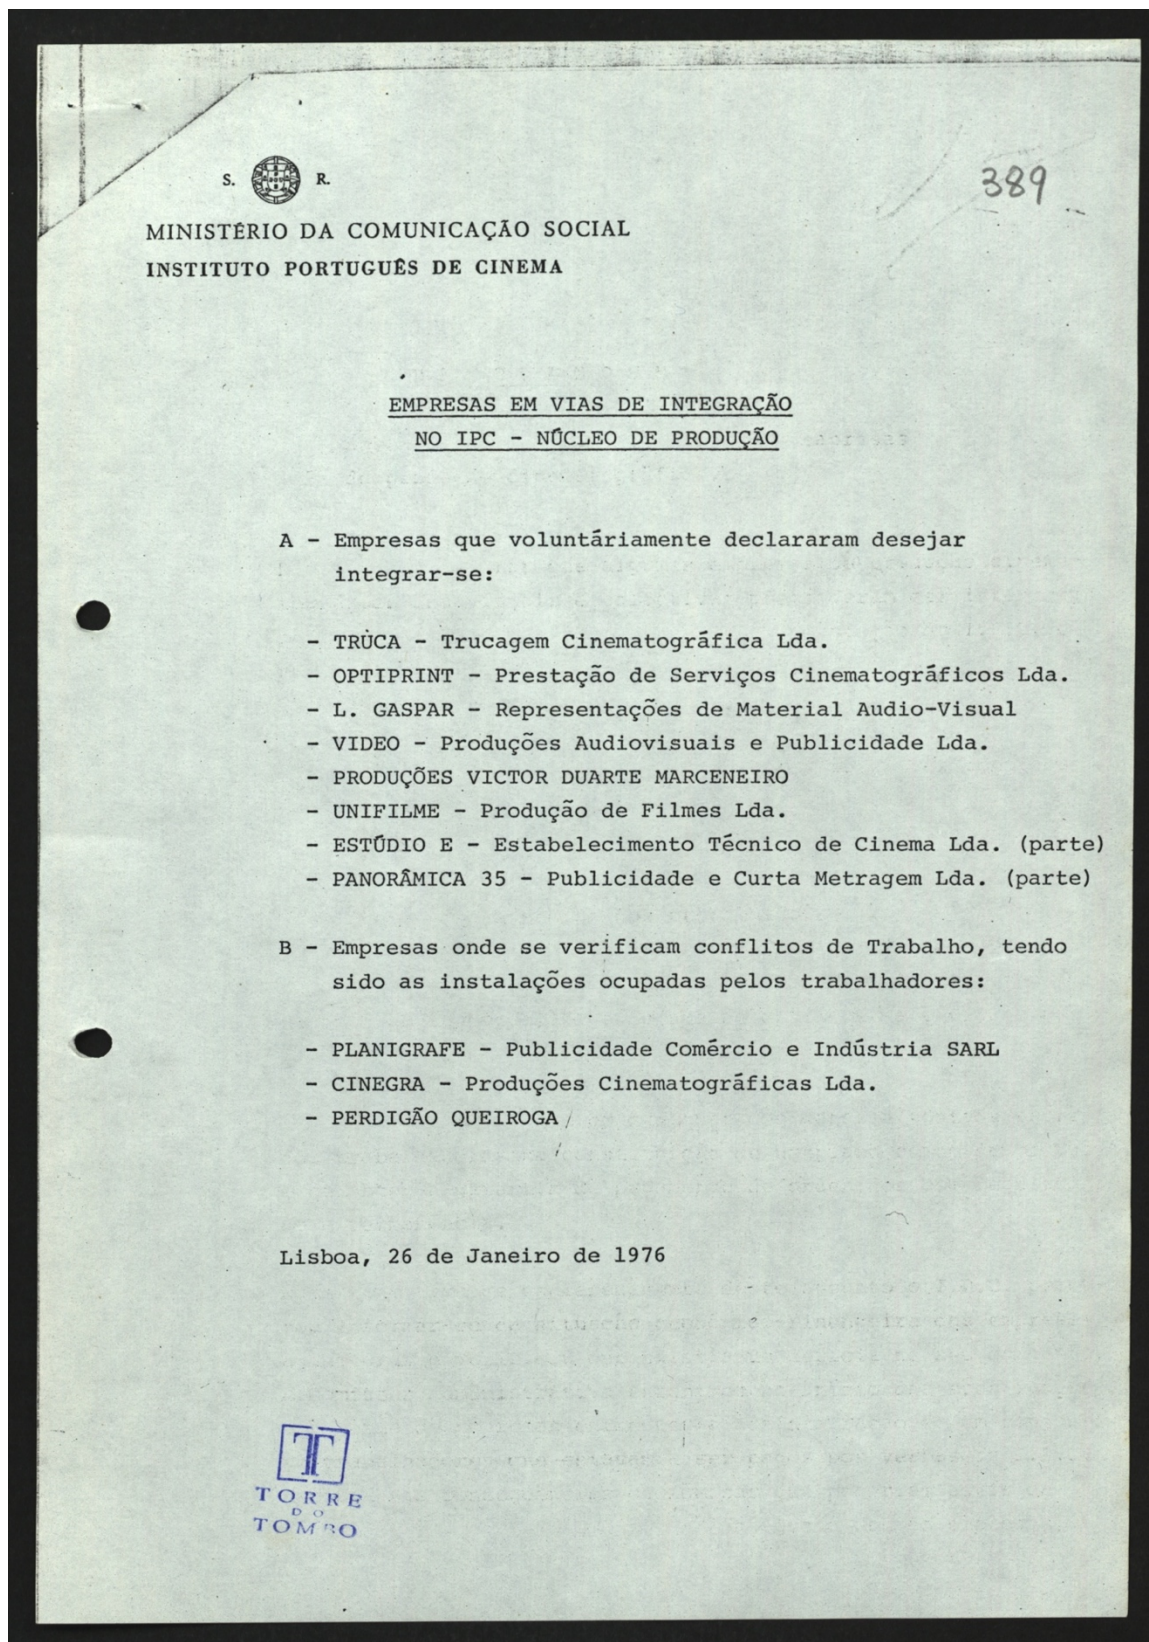 389
S. R.
MINISTÉRIO DA COMUNICAÇÃO SOCIAL
INSTITUTO PORTUGUÊS DE CINEMA
EMPRESAS EM VIAS DE INTEGRAÇÃO
NO IPC - NÚCLEO DE PRODUÇÃO
A - Empresas que voluntáriamente declararam desejar
integrar-se:
- TRUCA - Trucagem Cinematográfica Lda.
- OPTIPRINT - Prestação de Serviços Cinematográficos Lda.
- L. GASPAR - Representações de Material Audio-Visual
- VIDEO - Produções Audiovisuais e Publicidade Lda.
- PRODUÇÕES VICTOR DUARTE MARCENEIRO
- UNIFILME - Produção de Filmes Lda.
- ESTÚDIO E - Estabelecimento Técnico de Cinema Lda. (parte)
- PANORÂMICA 35 - Publicidade e Curta Metragem Lda. (parte)
B - Empresas onde se verificam conflitos de Trabalho, tendo
sido as instalações ocupadas pelos trabalhadores:
- PLANIGRAFE - Publicidade Comércio e Indústria SARL
- CINEGRA - Produções Cinematográficas Lda.
- PERDIGÃO QUEIROGA
Lisboa, 26 de Janeiro de 1976
T
TORRE
DO
TOMBO